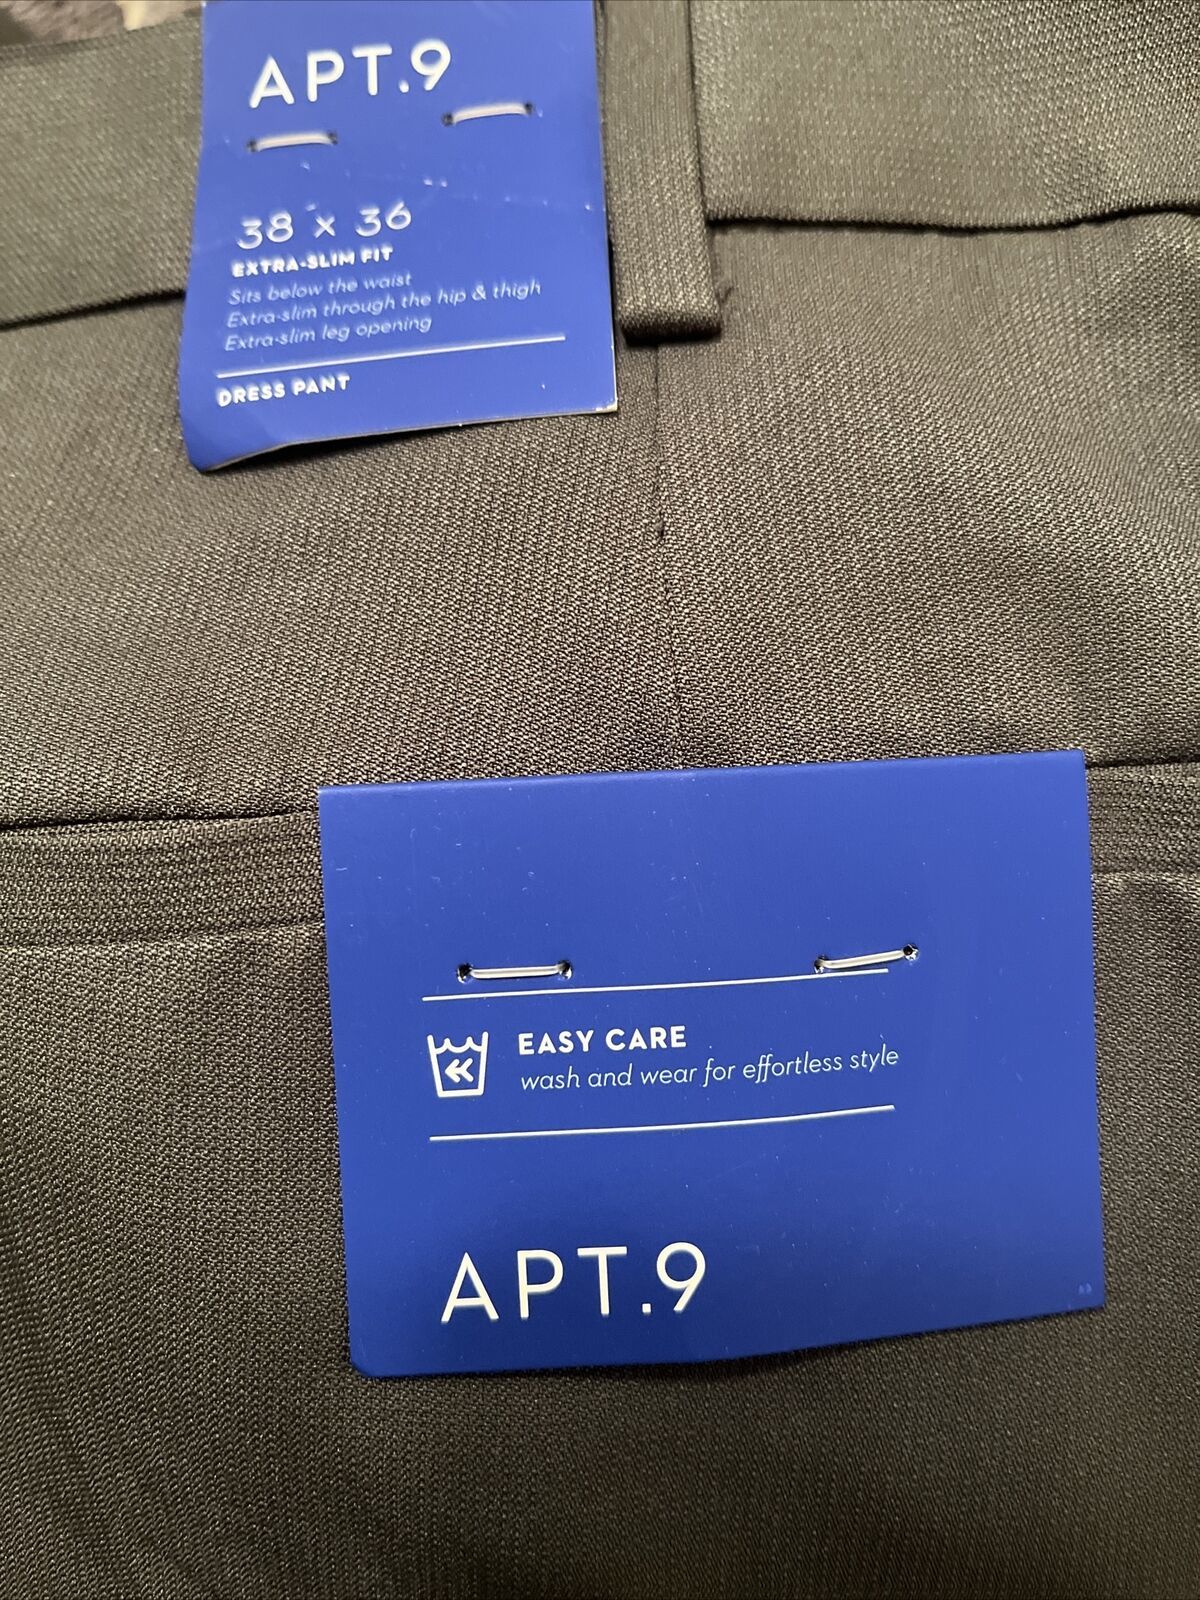 APT.9
38 x 36
EXTRA-SLIM FIT
Sits below the waist
Extra-slim through the hip & thigh
Extra-slim leg opening
DRESS PANT
EASY CARE
wash and wear for effortless style
APT.9